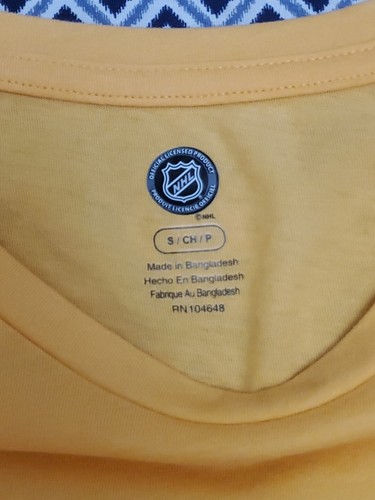 OFFICIAL LICENSED PRODUCT
NHL
PRODUIT LICENCIÉ OFFICIEL
© NHL
S / CH / P
Made in Bangladesh
Hecho En Bangladesh
Fabrique Au Bangladesh
RN 104648